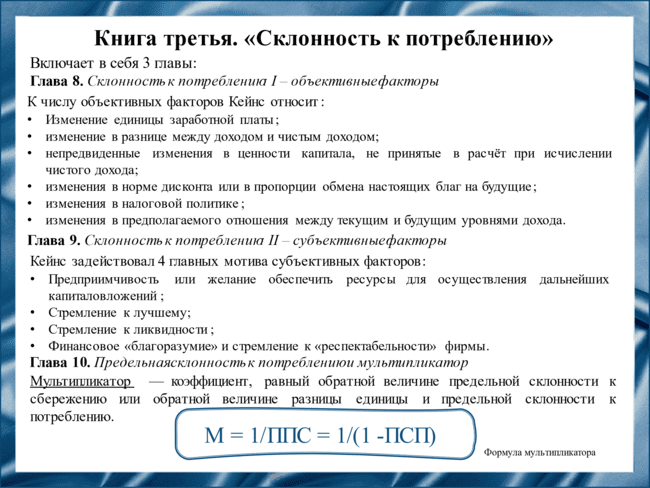 Книга третья. «Склонность к потреблению»
Включает в себя 3 главы:
Глава 8. Склонность к потреблению I – объективныефакторы
К числу объективных факторов Кейнс относит:
• Изменение единицы заработной платы;
• изменение в разнице между доходом и чистым доходом;
• непредвиденные изменения в ценности капитала, не принятые в расчёт при исчислении
чистого дохода;
• изменения в норме дисконта или в пропорции обмена настоящих благ на будущие;
• изменения в налоговой политике;
• изменения в предполагаемого отношения между текущим и будущим уровнями дохода.
Глава 9. Склонность к потреблению II – субъективныефакторы
Кейнс задействовал 4 главных мотива субъективных факторов:
• Предприимчивость или желание обеспечить ресурсы для осуществления дальнейших
капиталовложений;
• Стремление к лучшему;
• Стремление к ликвидности;
• Финансовое «благоразумие» и стремление к «респектабельности» фирмы.
Глава 10. Предельнаясклонность к потреблениюи мультипликатор
Мультипликатор — коэффициент, равный обратной величине предельной склонности к
сбережению или обратной величине разницы единицы и предельной склонности к
потреблению.
М = 1/ППС = 1/(1 -ПСП)
Формула мультипликатора